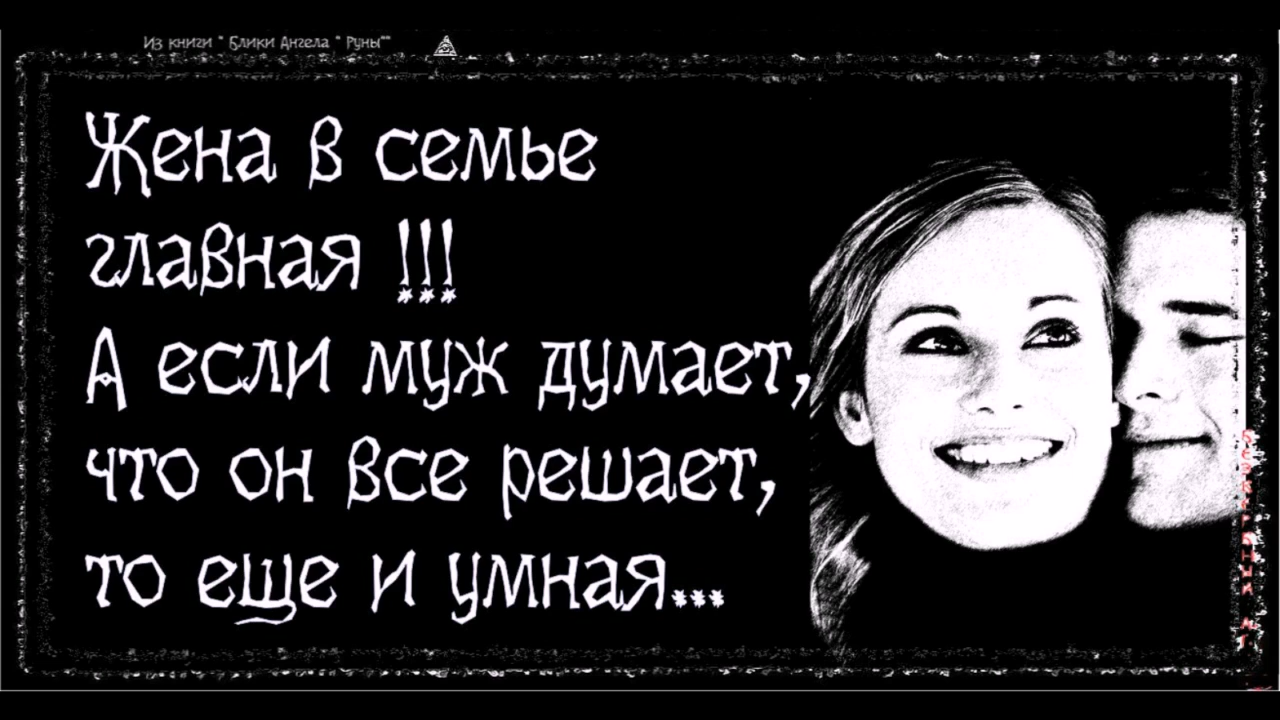 Из книги " Блики Ангела " Руны""
Жена в семье
главная !!!
А если муж думает,
что он все решает,
то еще и умная...